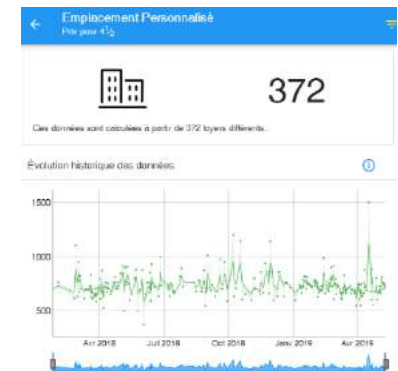 Emplacement Personnalisé
Prix pour 4½
372
Ces données sont calculées à partir de 372 loyers différents.
Évolution historique des données
1500
1000
500
Avr 2018
Juil 2018
Oct 2018
Janv 2019
Avr 2019